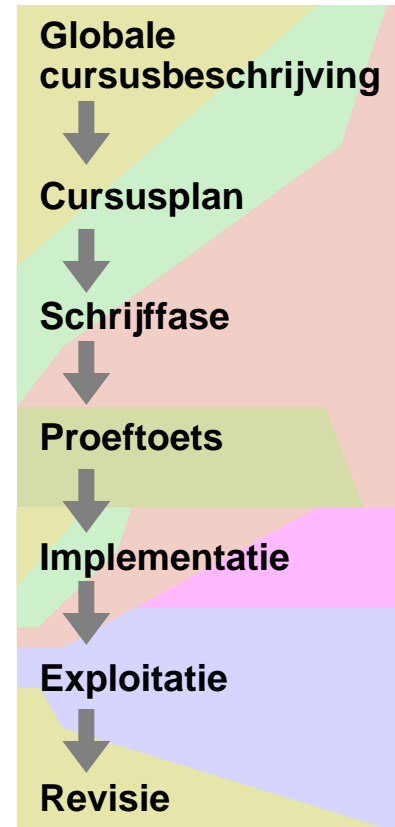 Globale
cursusbeschrijving
Cursusplan
Schrijffase
Proeftoets
Implementatie
Exploitatie
Revisie